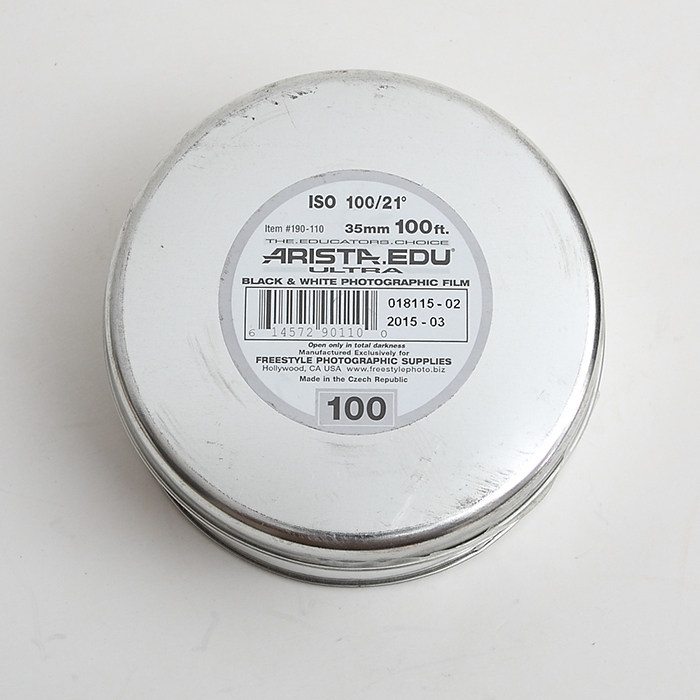 ISO 100/21°
Item #190-110 35mm 100ft.
THE.EDUCATORS.CHOICE
ARISTA.EDU®
ULTRA
BLACK & WHITE PHOTOGRAPHIC FILM
018115 - 02
2015 - 03
6 14572 90110 0
Open only in total darkness
Manufactured Exclusively for
FREESTYLE PHOTOGRAPHIC SUPPLIES
Hollywood, CA USA www.freestylephoto.biz
Made in the Czech Republic
100